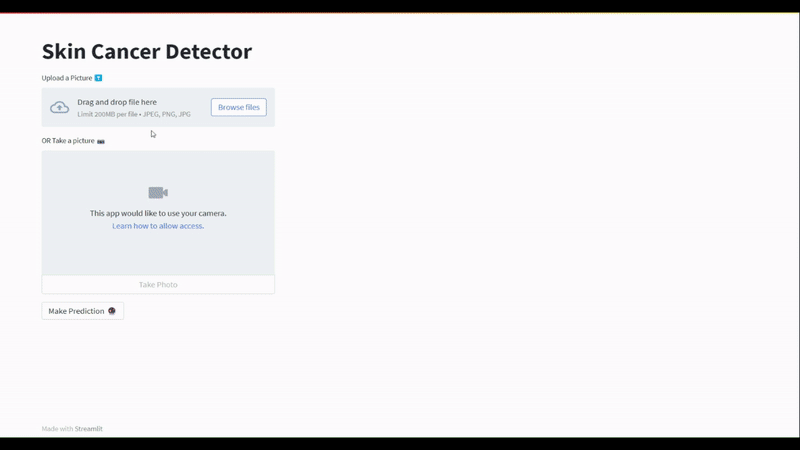 Skin Cancer Detector
Upload a Picture
Drag and drop file here
Limit 200MB per file • JPEG, PNG, JPG
Browse files
OR Take a picture
This app would like to use your camera.
Learn how to allow access.
Take Photo
Make Prediction
Made with Streamlit